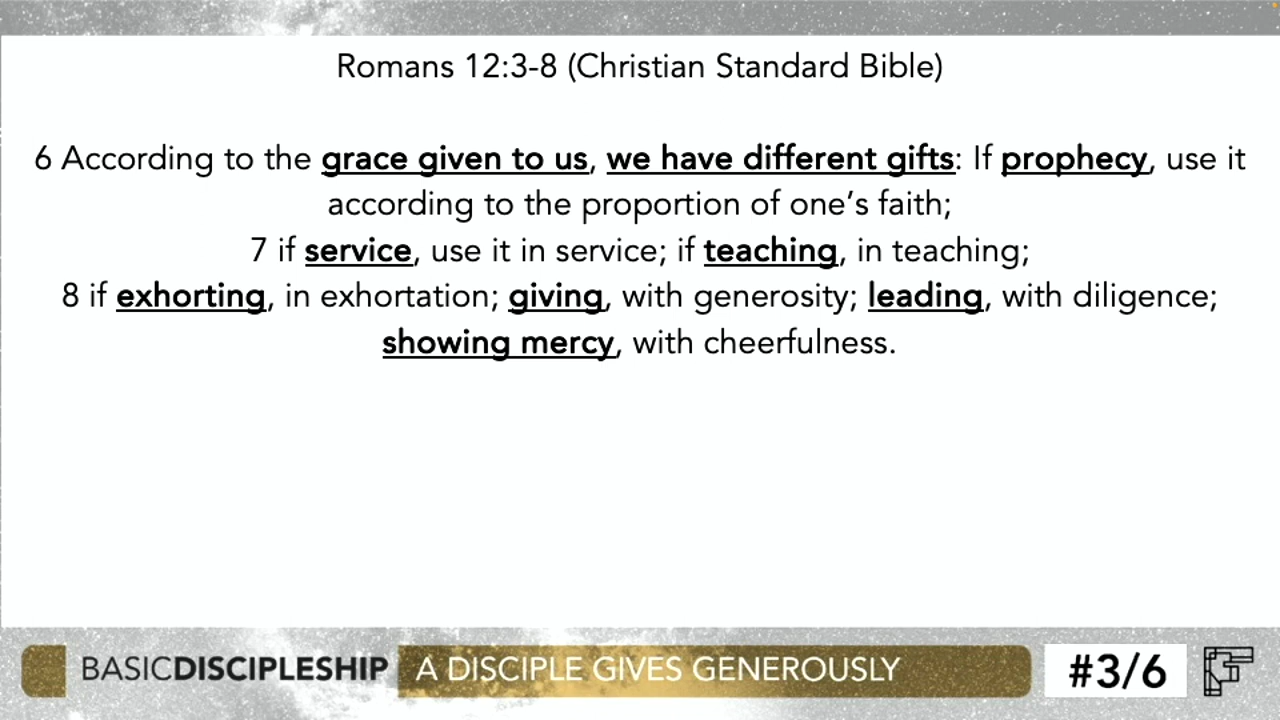 Romans 12:3-8 (Christian Standard Bible)
6 According to the grace given to us, we have different gifts: If prophecy, use it
according to the proportion of one’s faith;
7 if service, use it in service; if teaching, in teaching;
8 if exhorting, in exhortation; giving, with generosity; leading, with diligence;
showing mercy, with cheerfulness.
BASICDISCIPLESHIP A DISCIPLE GIVES GENEROUSLY #3/6